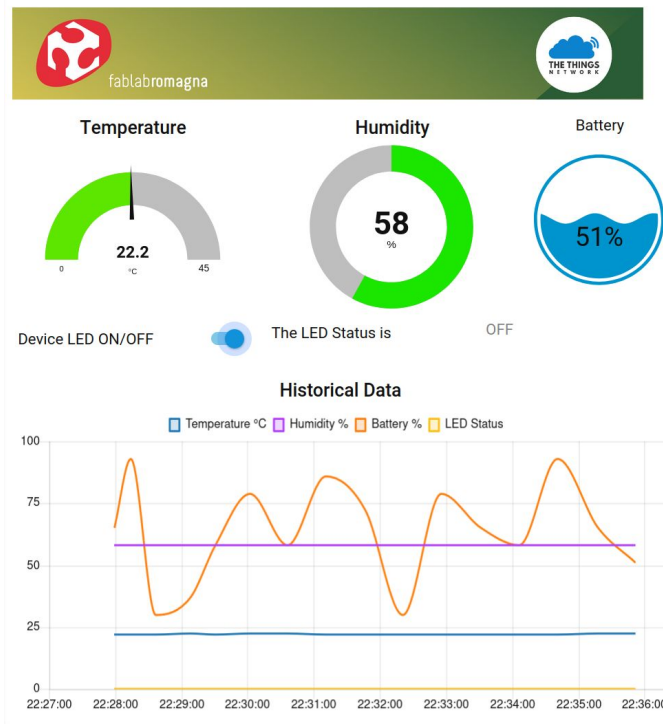 fablabromagna
THE THINGS
NETWORK
Temperature
Humidity
Battery
22.2
°C
0
45
58
%
51%
Device LED ON/OFF
The LED Status is
OFF
Historical Data
Temperature °C Humidity % Battery % LED Status
100
75
50
25
0
22:27:00 22:28:00 22:29:00 22:30:00 22:31:00 22:32:00 22:33:00 22:34:00 22:35:00 22:36:00